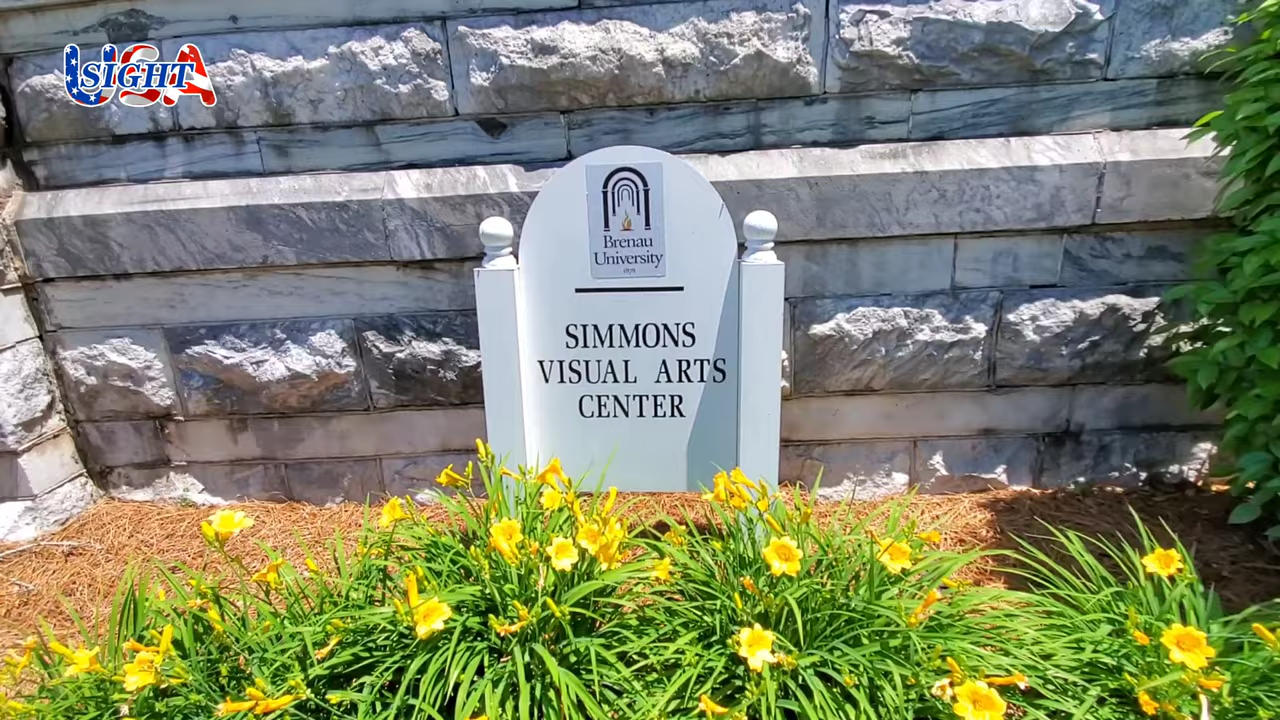 USA
SIGHT
Brenau
University
1878
SIMMONS
VISUAL ARTS
CENTER